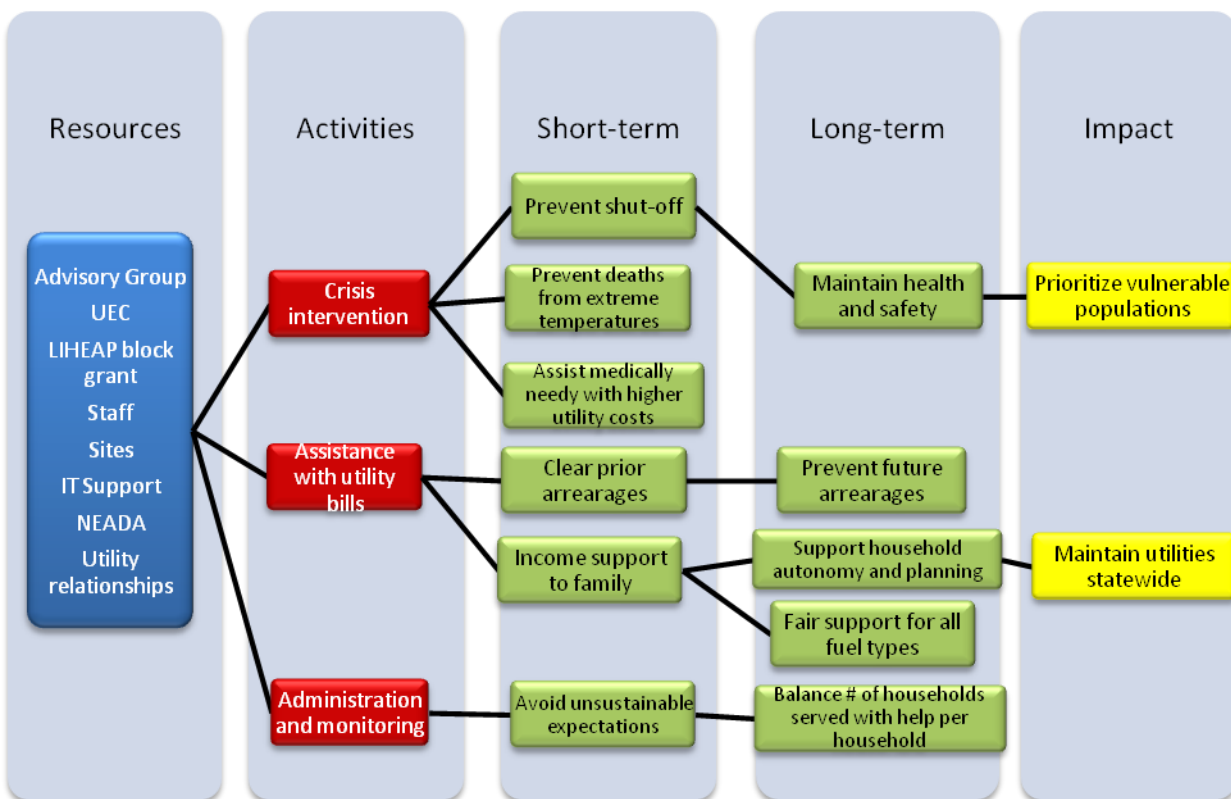 Resources
Activities
Short-term
Long-term
Impact
Advisory Group
UEC
LIHEAP block
grant
Staff
Sites
IT Support
NEADA
Utility
relationships
Crisis
intervention
Assistance
with utility
bills
Administration
and monitoring
Prevent shut-off
Prevent deaths
from extreme
temperatures
Assist medically
needy with higher
utility costs
Clear prior
arrearages
Income support
to family
Avoid unsustainable
expectations
Maintain health
and safety
Prevent future
arrearages
Support household
autonomy and planning
Fair support for all
fuel types
Balance # of households
served with help per
household
Prioritize vulnerable
populations
Maintain utilities
statewide